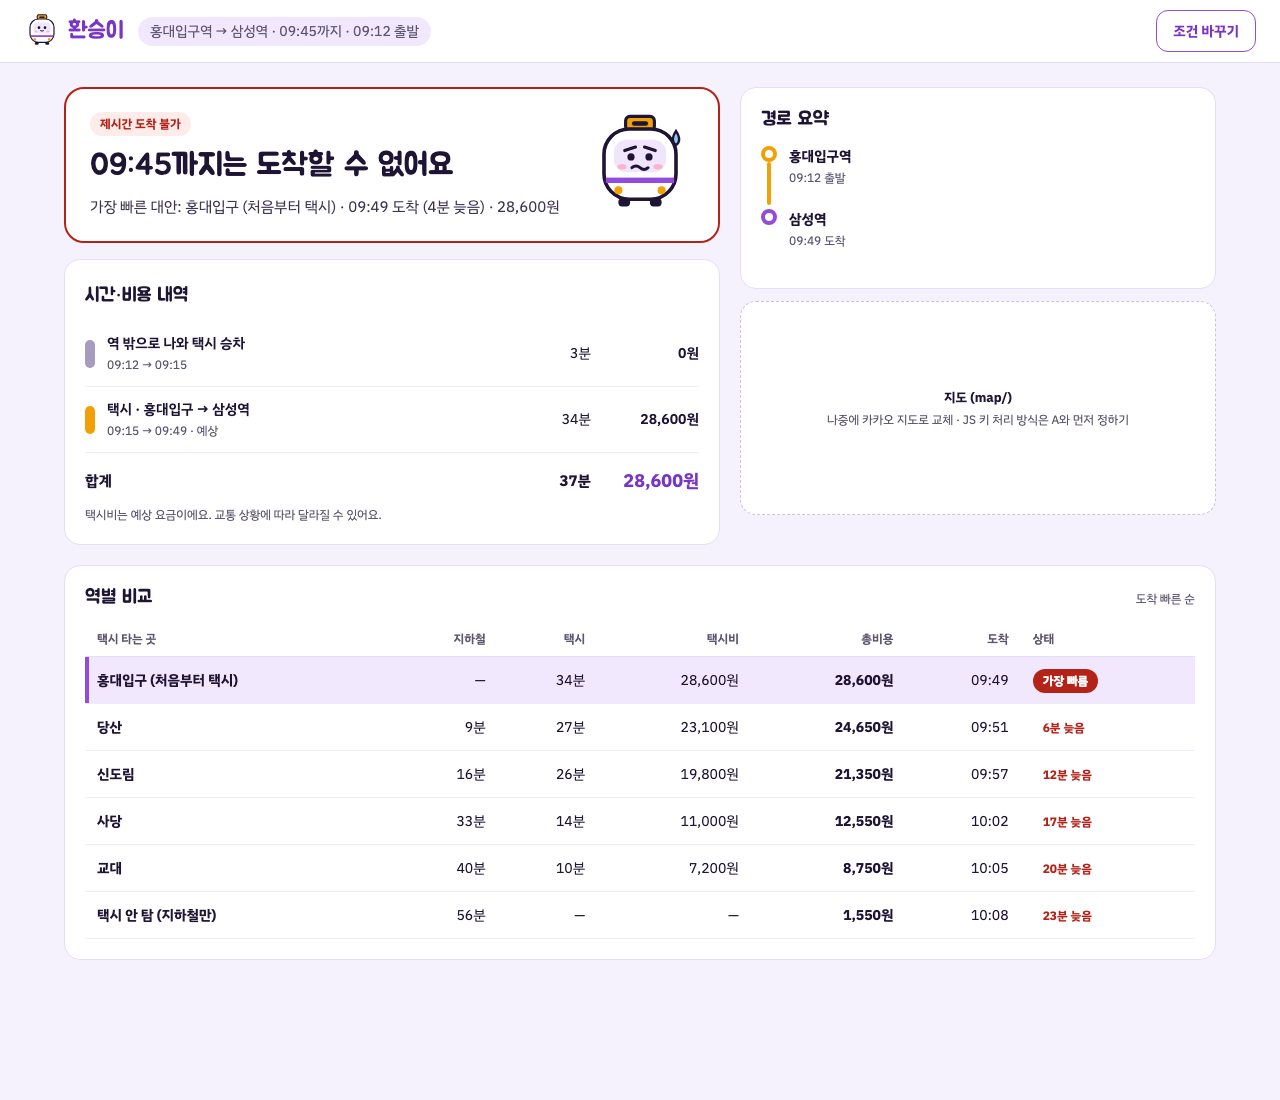 환승이
홍대입구역 → 삼성역 · 09:45까지 · 09:12 출발
조건 바꾸기
제시간 도착 불가
09:45까지는 도착할 수 없어요
가장 빠른 대안: 홍대입구 (처음부터 택시) · 09:49 도착 (4분 늦음) · 28,600원
시간·비용 내역
역 밖으로 나와 택시 승차
09:12 → 09:15
3분
0원
택시 · 홍대입구 → 삼성역
09:15 → 09:49 · 예상
34분
28,600원
합계
37분
28,600원
택시비는 예상 요금이에요. 교통 상황에 따라 달라질 수 있어요.
경로 요약
홍대입구역
09:12 출발
삼성역
09:49 도착
지도 (map/)
나중에 카카오 지도로 교체 · JS 키 처리 방식은 A와 먼저 정하기
역별 비교
도착 빠른 순
택시 타는 곳 지하철 택시 택시비 총비용 도착 상태
홍대입구 (처음부터 택시) — 34분 28,600원 28,600원 09:49 가장 빠름
당산 9분 27분 23,100원 24,650원 09:51 6분 늦음
신도림 16분 26분 19,800원 21,350원 09:57 12분 늦음
사당 33분 14분 11,000원 12,550원 10:02 17분 늦음
교대 40분 10분 7,200원 8,750원 10:05 20분 늦음
택시 안 탐 (지하철만) 56분 — — 1,550원 10:08 23분 늦음